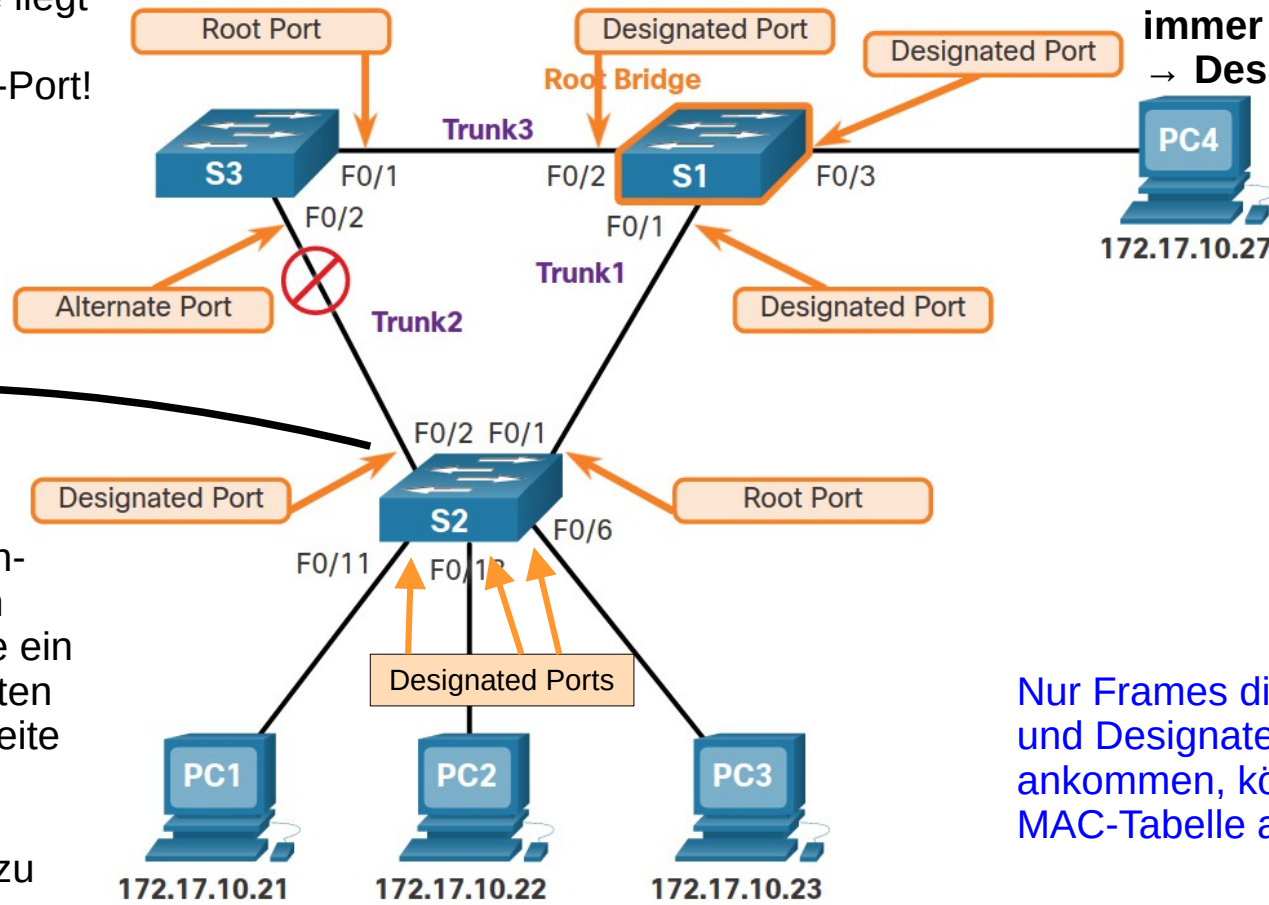 liegt
-Port!
Root Port
Designated Port
Designated Port
immer
→ Des
Root Bridge
Trunk3
PC4
S3
F0/1
F0/2
S1
F0/3
F0/2
F0/1
172.17.10.27
Trunk1
Alternate Port
Designated Port
Trunk2
F0/2 F0/1
Designated Port
Root Port
S2
F0/6
F0/11
n-
n
e ein
ten
eite
zu
Designated Ports
Nur Frames di
und Designate
ankommen, kö
MAC-Tabelle a
PC1
PC2
PC3
172.17.10.21
172.17.10.22
172.17.10.23